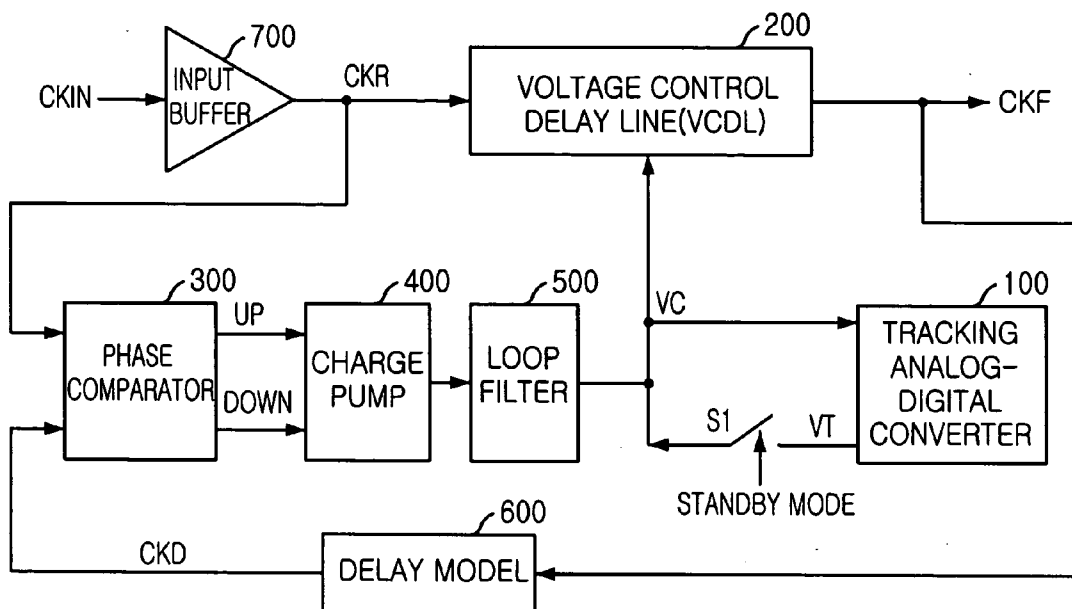 700
200
CKIN
INPUT
BUFFER
CKR
VOLTAGE CONTROL
DELAY LINE(VCDL)
CKF
300
400
500
100
UP
VC
PHASE
COMPARATOR
CHARGE
PUMP
LOOP
FILTER
TRACKING
ANALOG-
DIGITAL
CONVERTER
DOWN
S1
VT
STANDBY MODE
600
CKD
DELAY MODEL